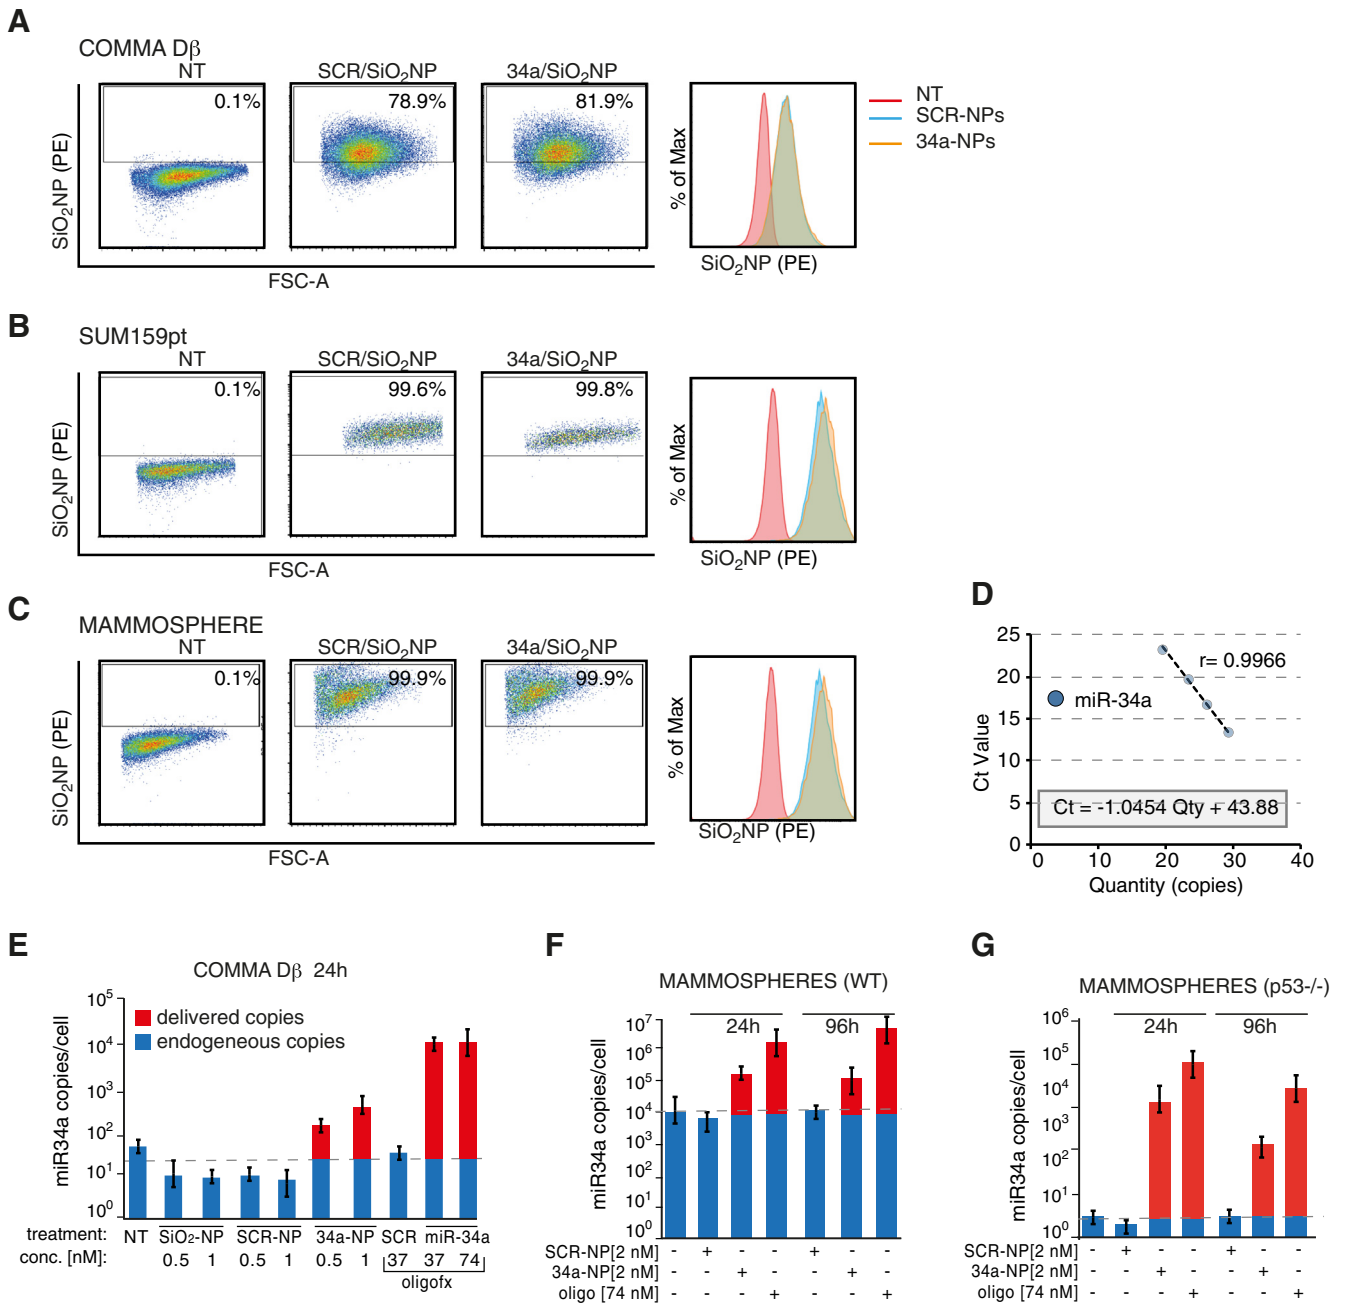 A
COMMA Dβ
NT
SCR/SiO2NP
34a/SiO2NP
0.1%
78.9%
81.9%
SiO2NP (PE)
FSC-A
% of Max
SiO2NP (PE)
NT
SCR-NPs
34a-NPs
B
SUM159pt
NT
SCR/SiO2NP
34a/SiO2NP
0.1%
99.6%
99.8%
SiO2NP (PE)
FSC-A
% of Max
SiO2NP (PE)
C
MAMMOSPHERE
NT
SCR/SiO2NP
34a/SiO2NP
0.1%
99.9%
99.9%
SiO2NP (PE)
FSC-A
% of Max
SiO2NP (PE)
D
25
20
15
10
5
0
Ct Value
r= 0.9966
miR-34a
Ct = -1.0454 Qty + 43.88
0 10 20 30 40
Quantity (copies)
E
COMMA Dβ 24h
10^5
10^4
10^3
10^2
10^1
10^0
miR34a copies/cell
delivered copies
endogeneous copies
treatment: NT SiO2-NP SCR-NP 34a-NP SCR miR-34a
conc. [nM]: 0.5 1 0.5 1 0.5 1 37 37 74
oligofx
F
MAMMOSPHERES (WT)
24h 96h
10^7
10^6
10^5
10^4
10^3
10^2
10^1
10^0
miR34a copies/cell
SCR-NP[2 nM] - + - - + - -
34a-NP[2 nM] - - + - - + -
oligo [74 nM] - - - + - - +
G
MAMMOSPHERES (p53-/-)
24h 96h
10^6
10^5
10^4
10^3
10^2
10^1
10^0
miR34a copies/cell
SCR-NP[2 nM] - + - - + - -
34a-NP[2 nM] - - + - - + -
oligo [74 nM] - - - + - - +